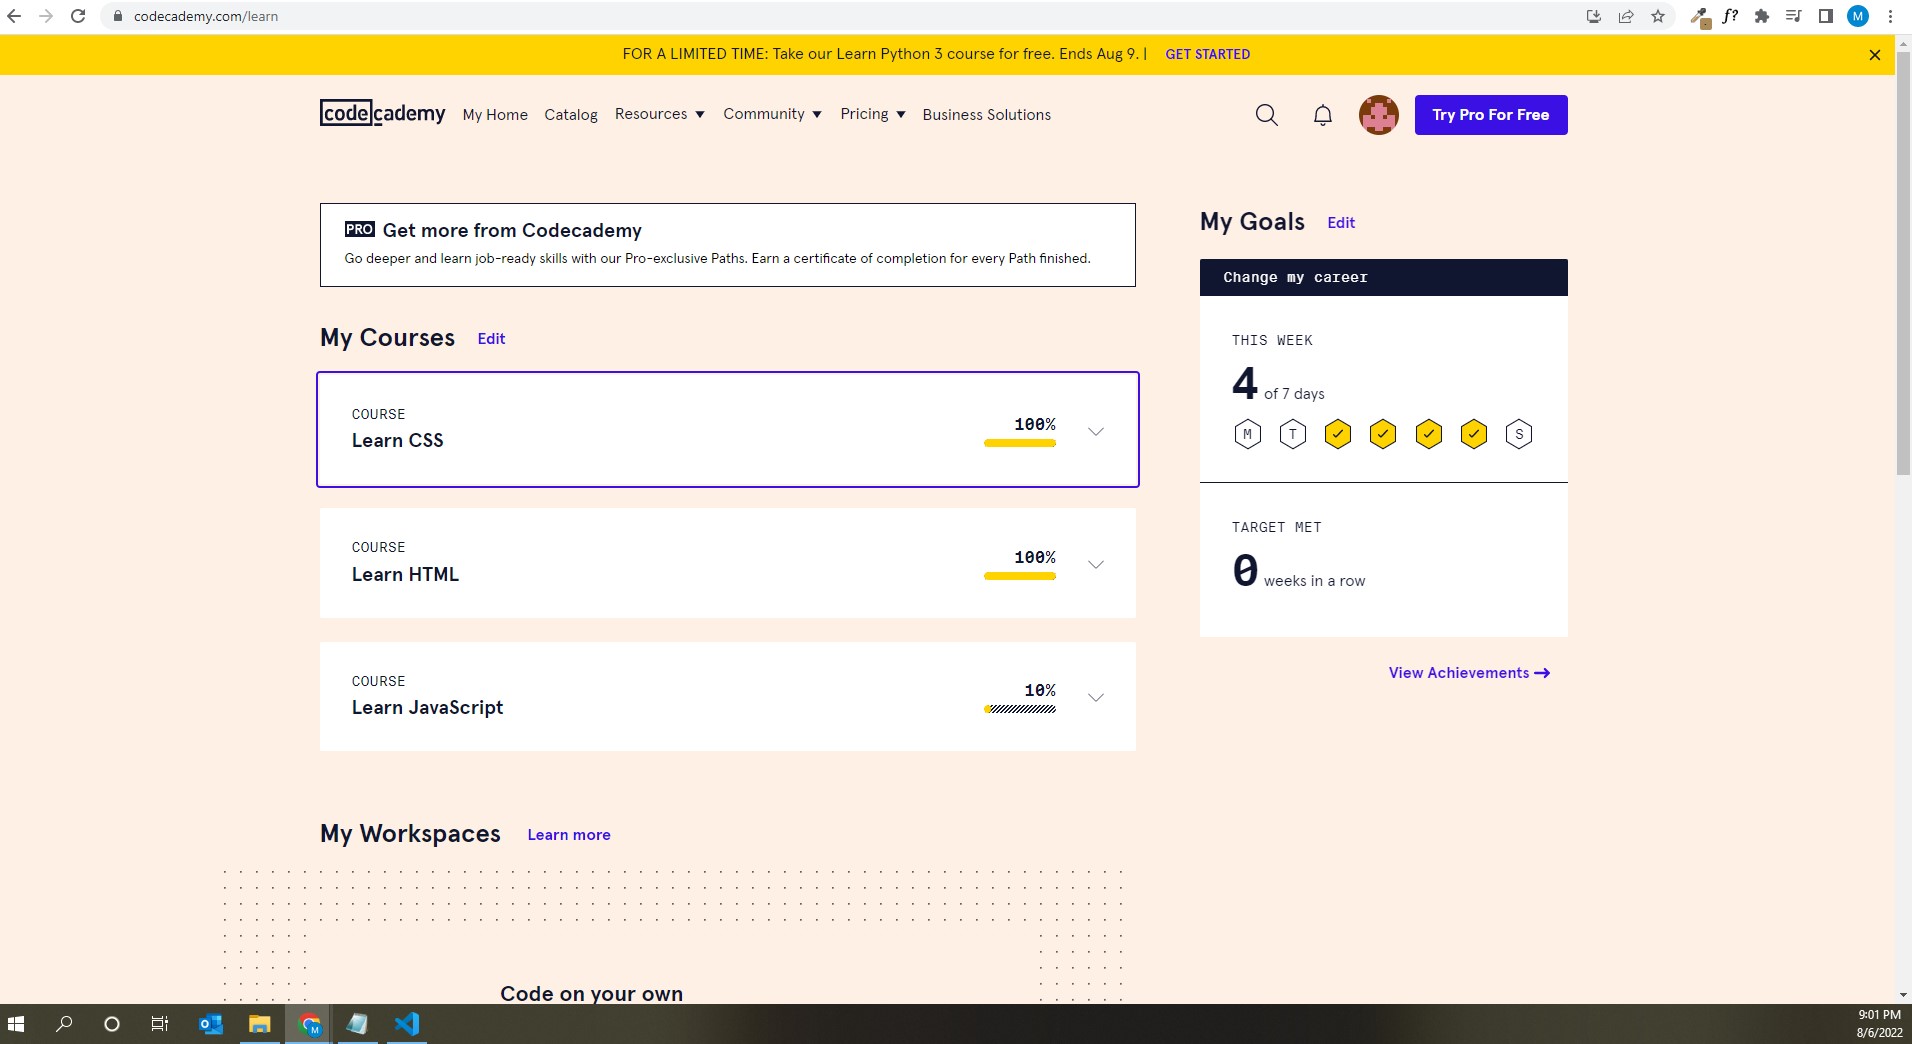 codecademy.com/learn
f?
M
FOR A LIMITED TIME: Take our Learn Python 3 course for free. Ends Aug 9. | GET STARTED
codecademy My Home Catalog Resources Community Pricing Business Solutions Try Pro For Free
PRO Get more from Codecademy
Go deeper and learn job-ready skills with our Pro-exclusive Paths. Earn a certificate of completion for every Path finished.
My Courses Edit
COURSE
Learn CSS
100%
COURSE
Learn HTML
100%
COURSE
Learn JavaScript
10%
My Goals Edit
Change my career
THIS WEEK
4 of 7 days
M T S
TARGET MET
0 weeks in a row
View Achievements
My Workspaces Learn more
Code on your own
M
9:01 PM
8/6/2022